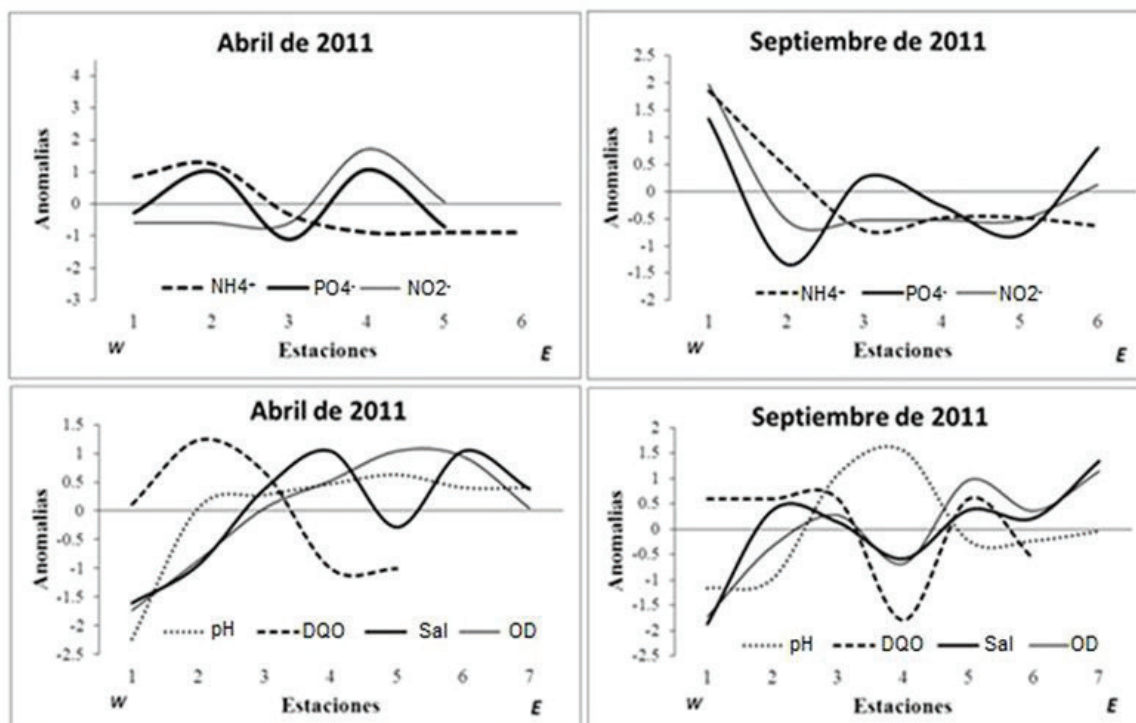 Abril de 2011
Anomalias
4
3
2
1
0
-1
-2
-3
NH4+ PO4- NO2-
1 2 3 4 5 6
W Estaciones E
Septiembre de 2011
Anomalias
2.5
2
1.5
1
0.5
0
-0.5
-1
-1.5
-2
NH4+ PO4- NO2-
1 2 3 4 5 6
W Estaciones E
Abril de 2011
Anomalias
1.5
1
0.5
0
-0.5
-1
-1.5
-2
-2.5
pH DQO Sal OD
1 2 3 4 5 6 7
W Estaciones E
Septiembre de 2011
Anomalias
2
1.5
1
0.5
0
-0.5
-1
-1.5
-2
-2.5
pH DQO Sal OD
1 2 3 4 5 6 7
W Estaciones E